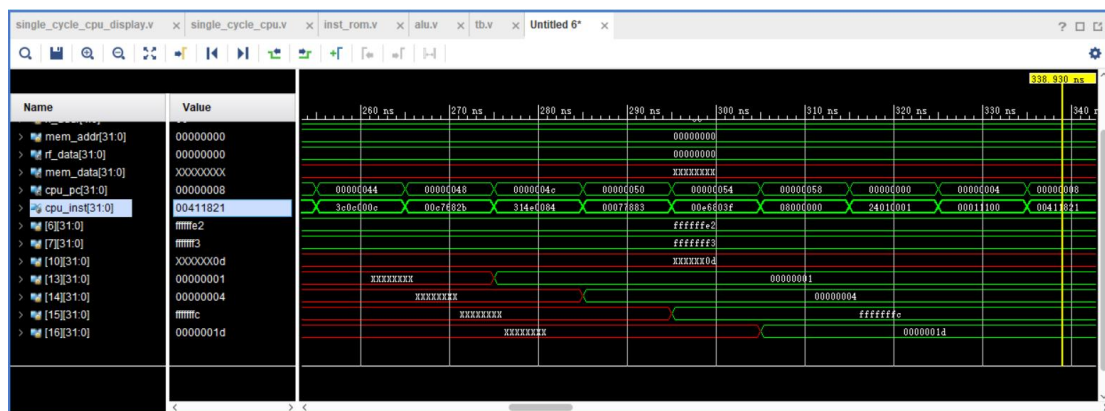 single_cycle_cpu_display.v × single_cycle_cpu.v × inst_rom.v × alu.v × tb.v × Untitled 6* ×
338.930 ns
Name Value 260 ns 270 ns 280 ns 290 ns 300 ns 310 ns 320 ns 330 ns 340
mem_addr[31:0] 00000000 00000000
rf_data[31:0] 00000000 00000000
mem_data[31:0] XXXXXXXX XXXXXXXX
cpu_pc[31:0] 00000008 00000044 00000048 0000004c 00000050 00000054 00000058 00000000 00000004 00000008
cpu_inst[31:0] 00411821 3c0c000c 00c7682b 314e0084 00077883 00e6803f 08000000 24010001 00011100 00411821
[6][31:0] ffffffe2 ffffffe2
[7][31:0] fffffff3 fffffff3
[10][31:0] XXXXXX0d XXXXXX0d
[13][31:0] 00000001 XXXXXXXX 00000001
[14][31:0] 00000004 XXXXXXXX 00000004
[15][31:0] fffffffc XXXXXXXX fffffffc
[16][31:0] 0000001d XXXXXXXX 0000001d